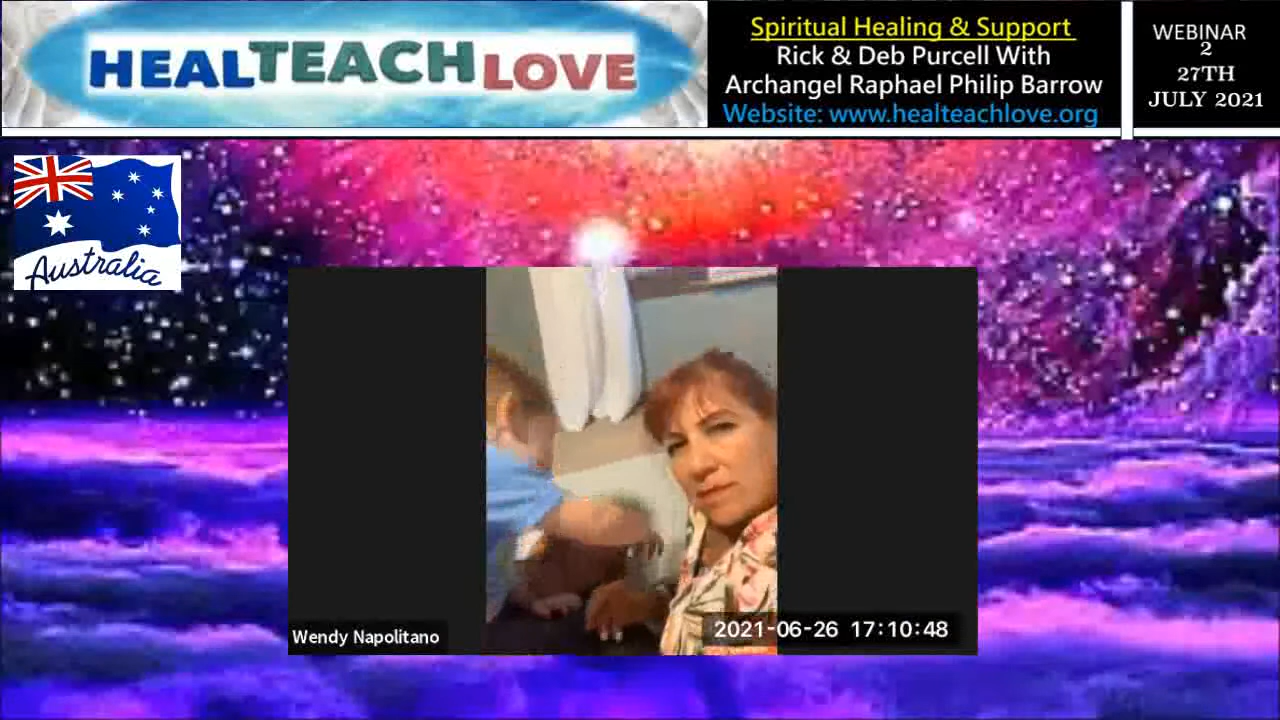 HEALTEACHLOVE
Spiritual Healing & Support
Rick & Deb Purcell With
Archangel Raphael Philip Barrow
Website: www.healteachlove.org
WEBINAR
2
27TH
JULY 2021
Australia
Wendy Napolitano
2021-06-26 17:10:48